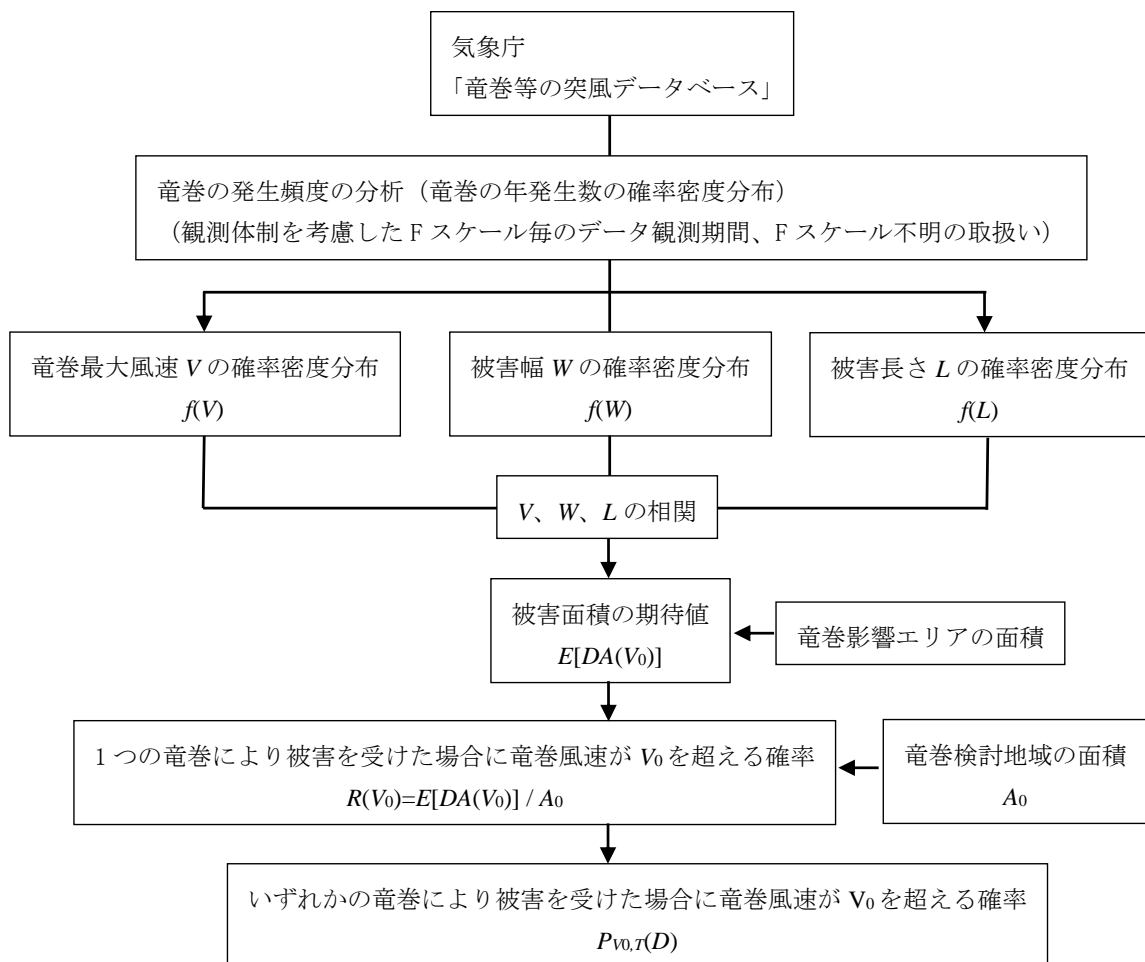 気象庁
「竜巻等の突風データベース」
竜巻の発生頻度の分析（竜巻の年発生数の確率密度分布）
（観測体制を考慮した F スケール毎のデータ観測期間、F スケール不明の取扱い）
竜巻最大風速 V の確率密度分布
f(V)
被害幅 W の確率密度分布
f(W)
被害長さ L の確率密度分布
f(L)
V、W、L の相関
被害面積の期待値
E[DA(V0)]
竜巻影響エリアの面積
1 つの竜巻により被害を受けた場合に竜巻風速が V0 を超える確率
R(V0)=E[DA(V0)] / A0
竜巻検討地域の面積
A0
いずれかの竜巻により被害を受けた場合に竜巻風速が V0 を超える確率
PV0,T(D)